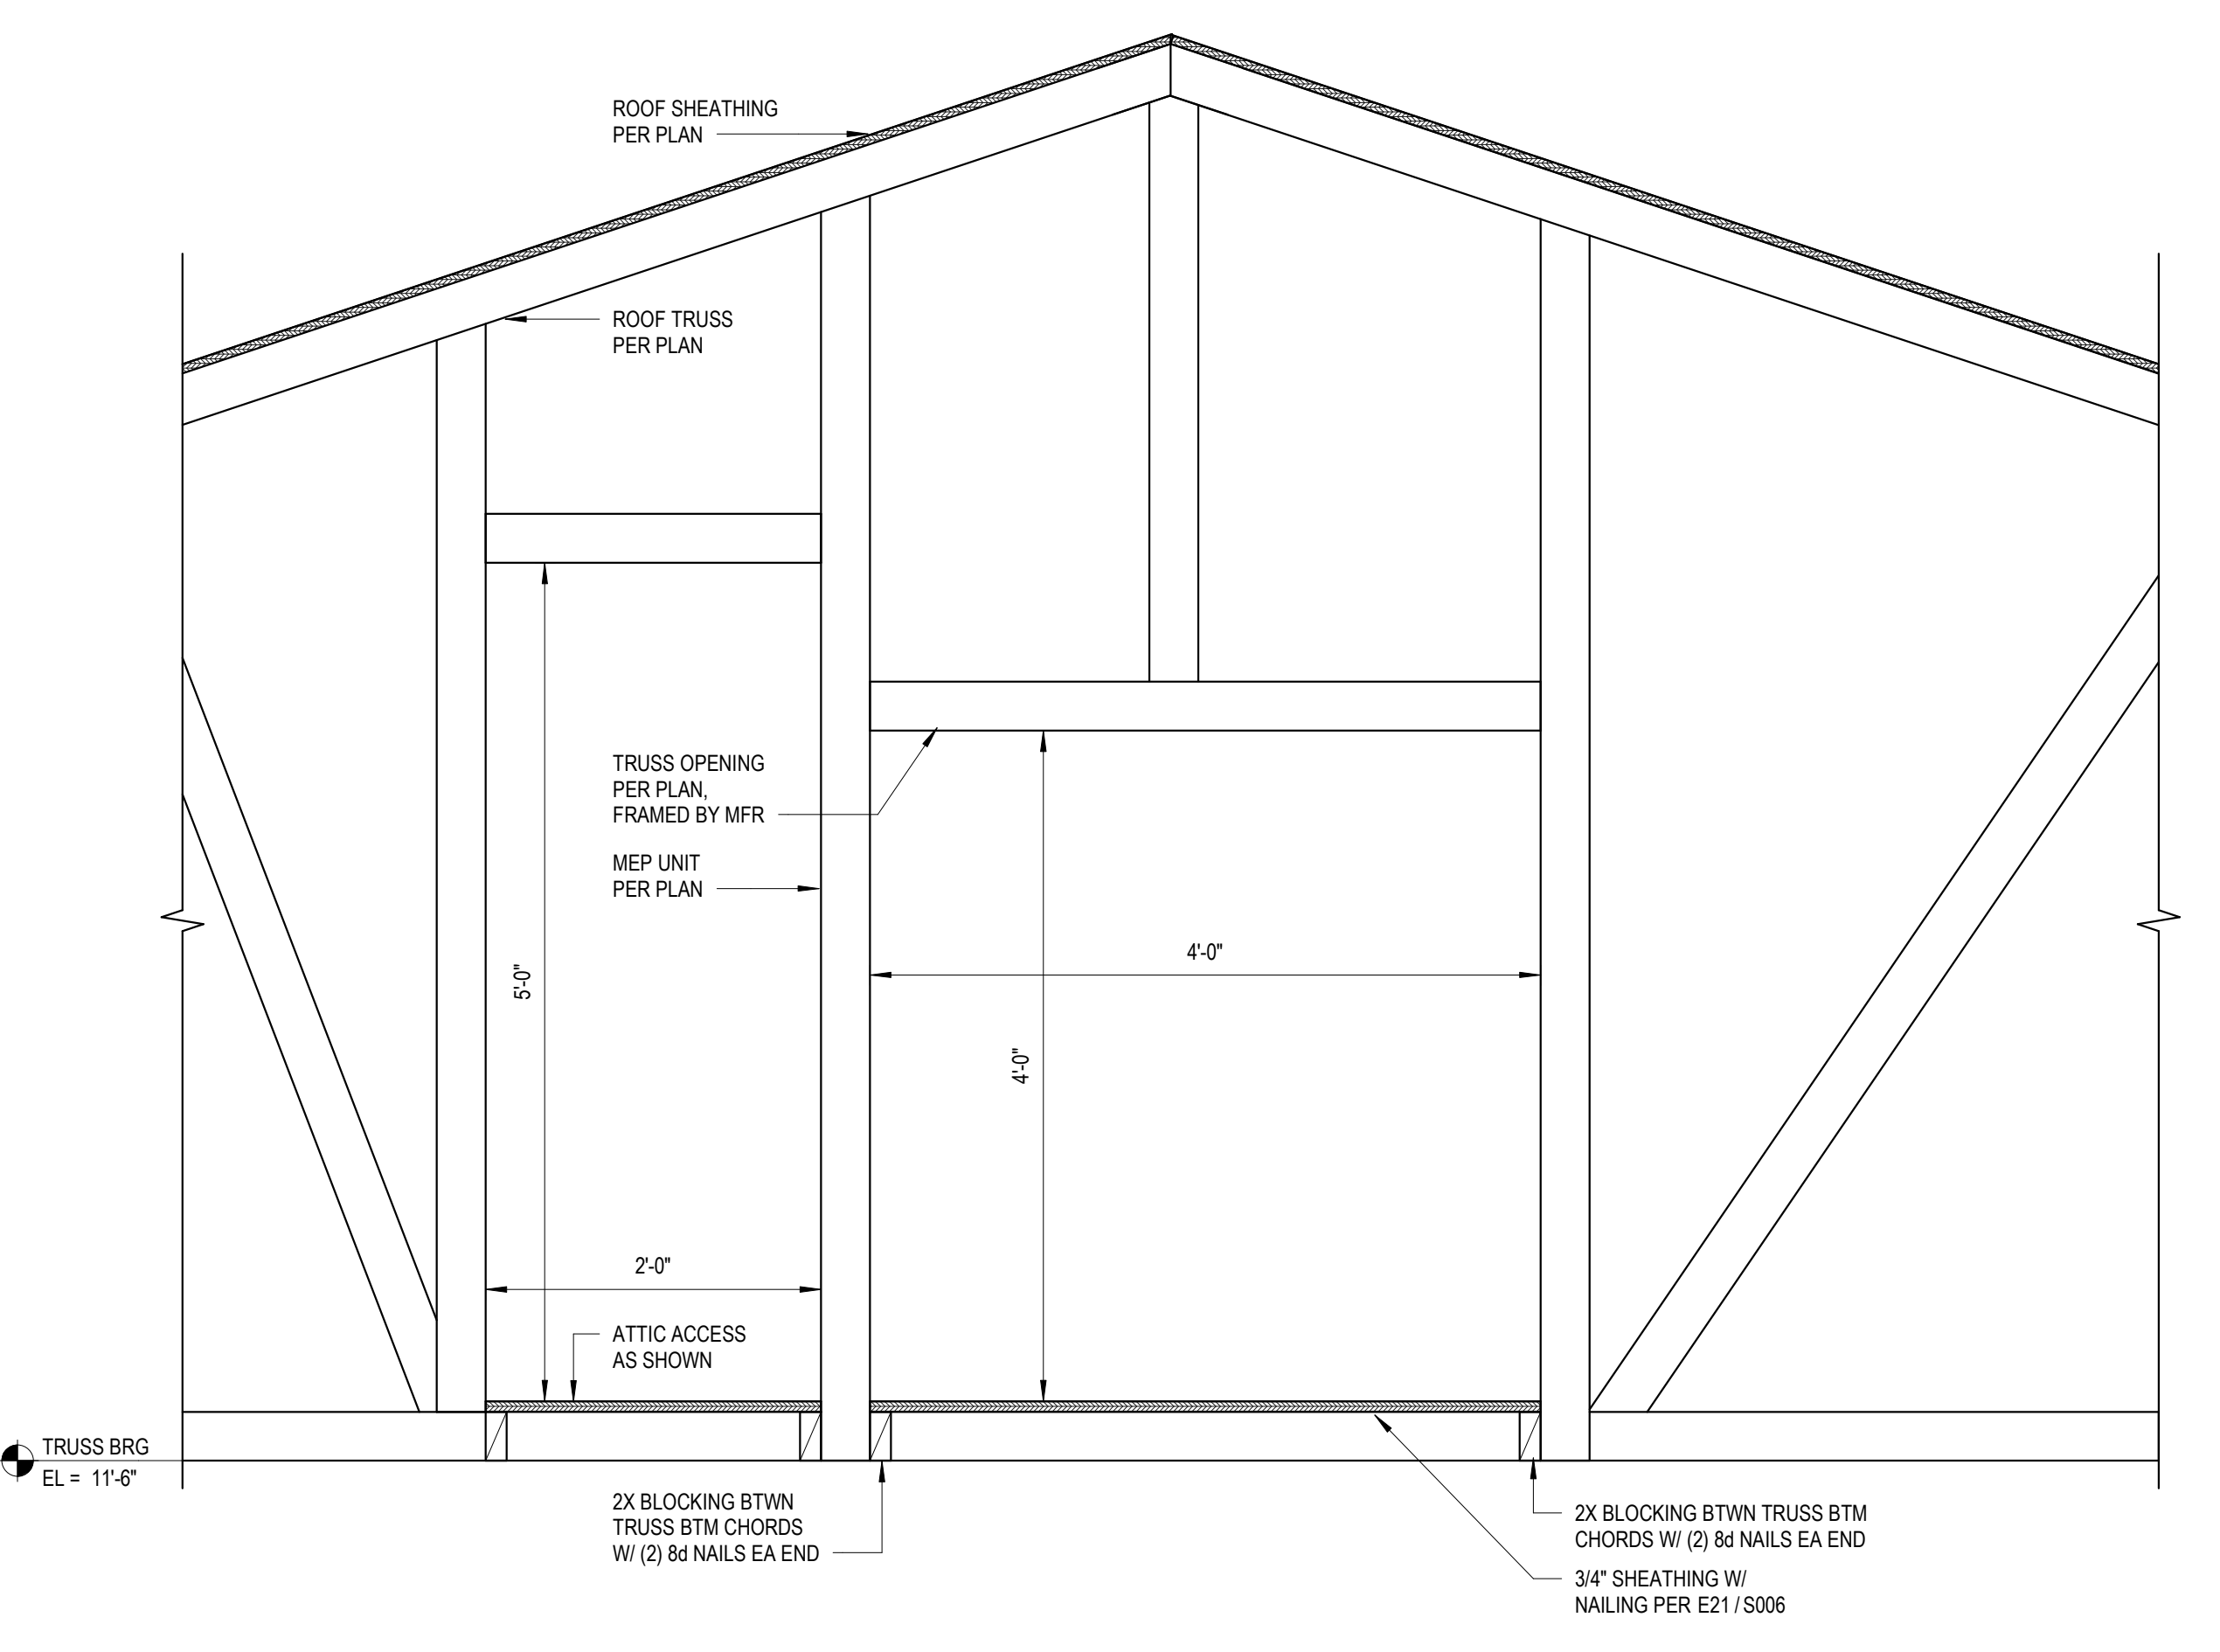 ROOF SHEATHING
PER PLAN
ROOF TRUSS
PER PLAN
TRUSS OPENING
PER PLAN,
FRAMED BY MFR
MEP UNIT
PER PLAN
4'-0"
5'-0"
4'-0"
2'-0"
ATTIC ACCESS
AS SHOWN
TRUSS BRG
EL = 11'-6"
2X BLOCKING BTWN
TRUSS BTM CHORDS
W/ (2) 8d NAILS EA END
2X BLOCKING BTWN TRUSS BTM
CHORDS W/ (2) 8d NAILS EA END
3/4" SHEATHING W/
NAILING PER E21 / S006